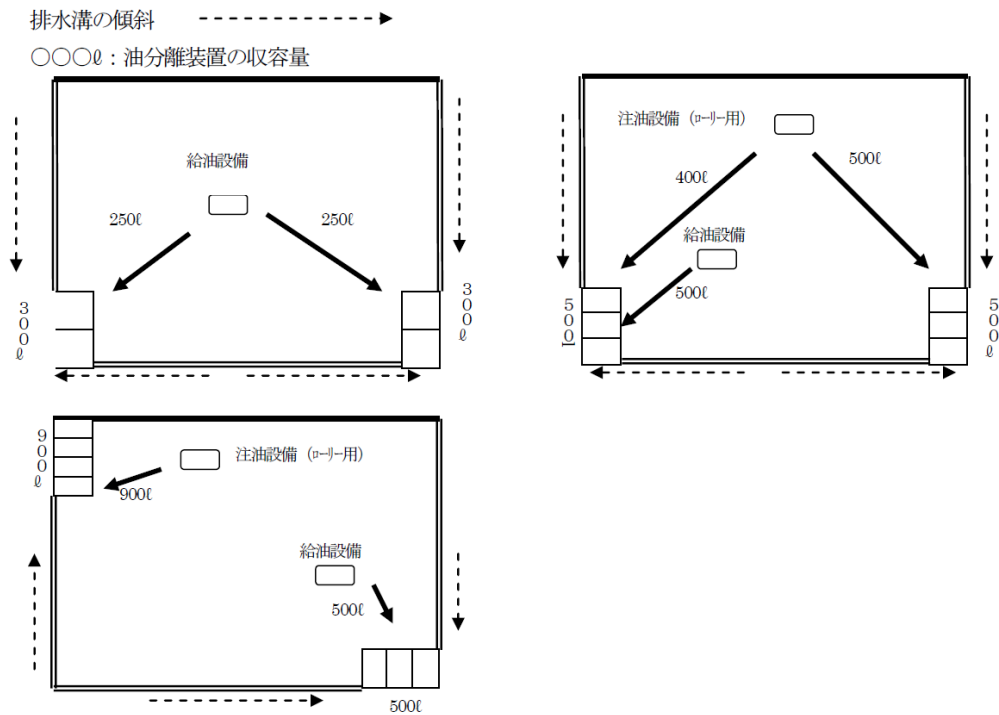 排水溝の傾斜
〇〇〇ℓ：油分離装置の収容量
給油設備
250ℓ
250ℓ
300ℓ
300ℓ
注油設備（ﾛｰﾘｰ用）
400ℓ
500ℓ
給油設備
500ℓ
500l
500ℓ
900ℓ
注油設備（ﾛｰﾘｰ用）
900ℓ
給油設備
500ℓ
500ℓ